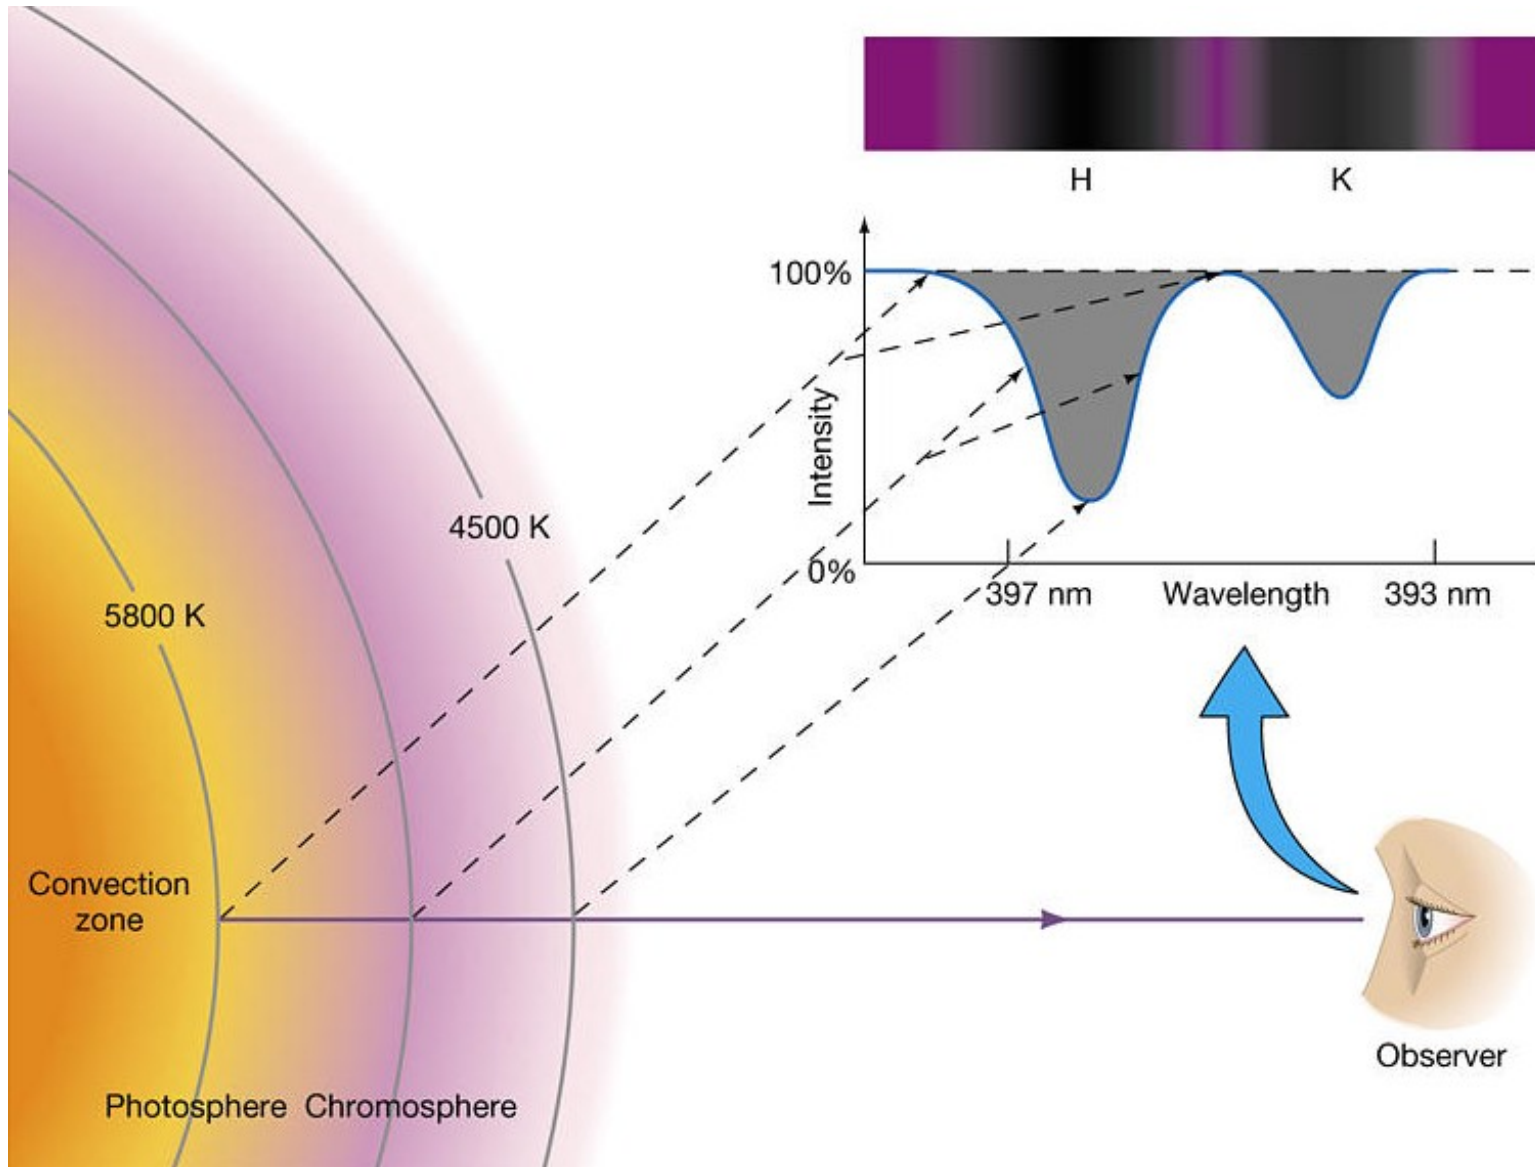 H
K
100%
Intensity
0%
397 nm
Wavelength
393 nm
4500 K
5800 K
Convection
zone
Photosphere
Chromosphere
Observer